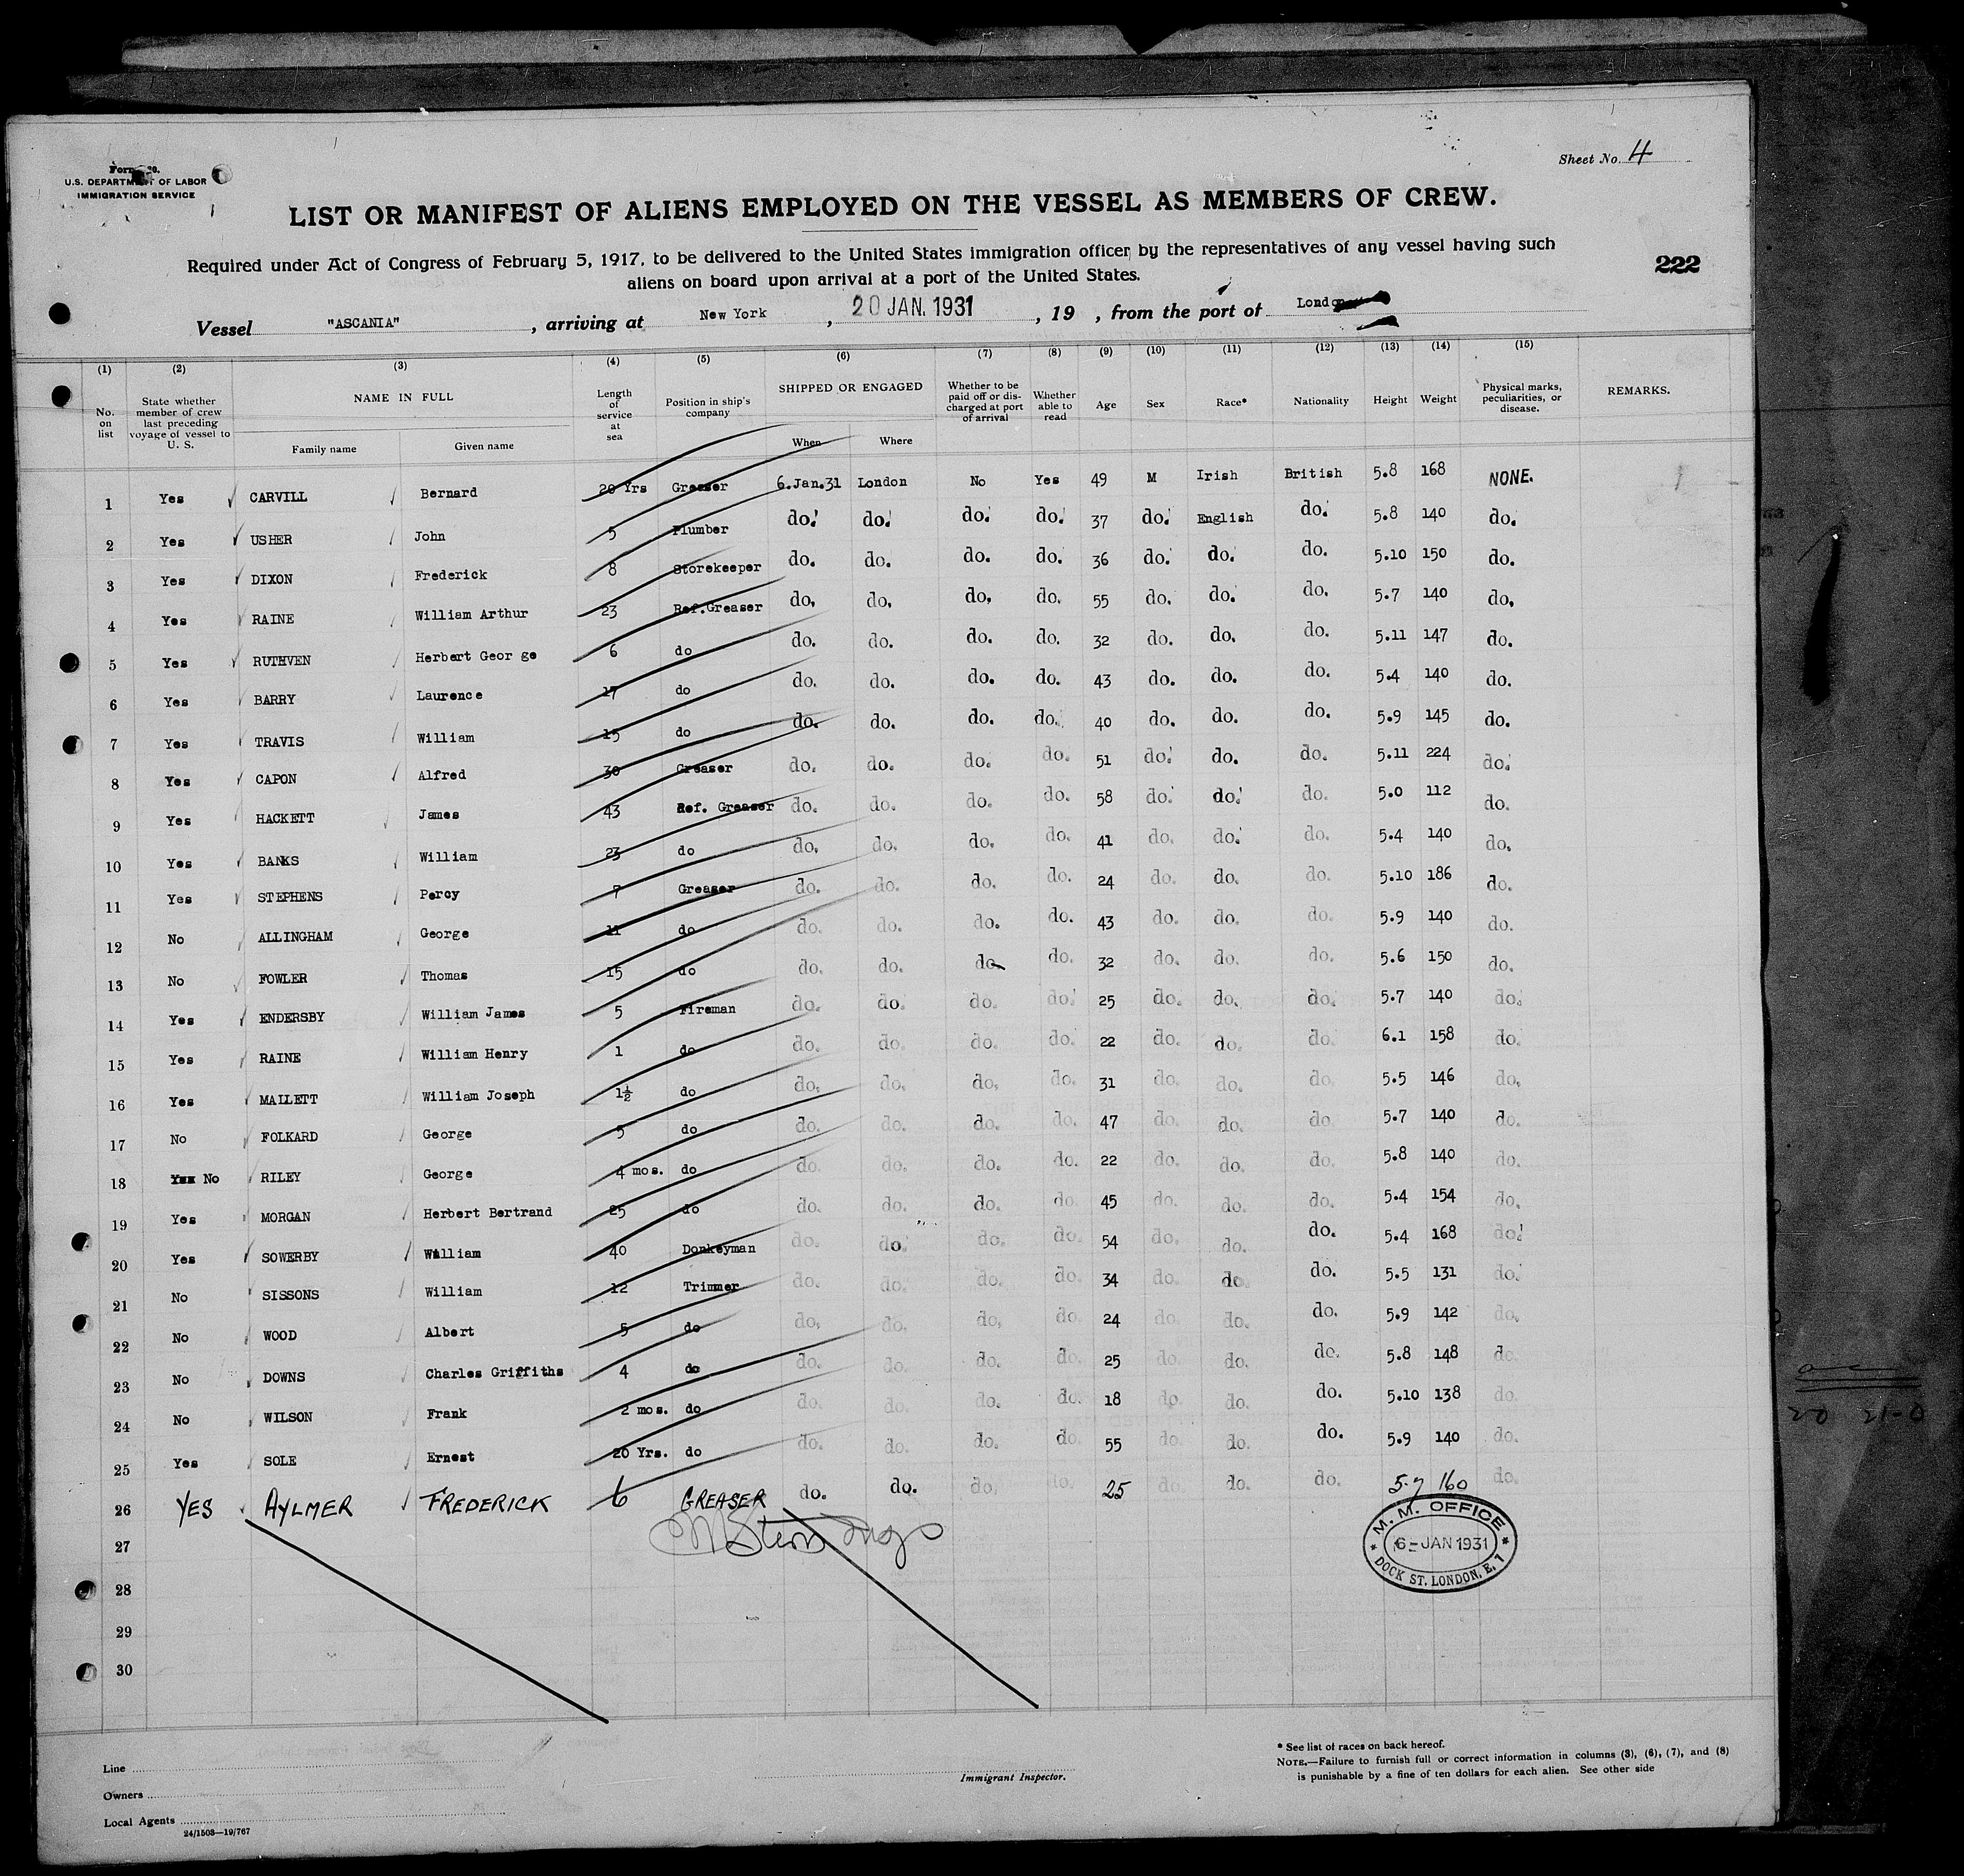 Sheet No. 4
U.S. DEPARTMENT OF LABOR
IMMIGRATION SERVICE
LIST OR MANIFEST OF ALIENS EMPLOYED ON THE VESSEL AS MEMBERS OF CREW.
Required under Act of Congress of February 5, 1917, to be delivered to the United States immigration officer by the representatives of any vessel having such
aliens on board upon arrival at a port of the United States.
222
Vessel "ASCANIA", arriving at New York, 20 JAN. 1931, 19 , from the port of London
(1) (2) (3) (4) (5) (6) (7) (8) (9) (10) (11) (12) (13) (14) (15)
No. on list State whether member of crew last preceding voyage of vessel to U. S. NAME IN FULL Family name Given name Length of service at sea Position in ship's company SHIPPED OR ENGAGED When Where Whether to be paid off or discharged at port of arrival Whether able to read Age Sex Race* Nationality Height Weight Physical marks, peculiarities, or disease. REMARKS.
1 Yes CARVILL Bernard 20 Yrs Greaser 6.Jan.31 London No Yes 49 M Irish British 5.8 168 NONE.
2 Yes USHER John 5 Plumber do. do. do. do. 37 do. English do. 5.8 140 do.
3 Yes DIXON Frederick 8 Storekeeper do. do. do. do. 36 do. do. do. 5.10 150 do.
4 Yes RAINE William Arthur 23 Ref.Greaser do. do. do. do. 55 do. do. do. 5.7 140 do.
5 Yes RUTHVEN Herbert Geor ge 6 do do. do. do. do. 32 do. do. do. 5.11 147 do.
6 Yes BARRY Laurence 17 do do. do. do. do. 43 do. do. do. 5.4 140 do.
7 Yes TRAVIS William 15 do do. do. do. do. 40 do. do. do. 5.9 145 do.
8 Yes CAPON Alfred 30 Greaser do. do. do. do. 51 do. do. do. 5.11 224 do.
9 Yes HACKETT James 43 Ref. Greaser do. do. do. do. 58 do. do. do. 5.0 112 do.
10 Yes BANKS William 23 do do. do. do. do. 41 do. do. do. 5.4 140 do.
11 Yes STEPHENS Percy 7 Greaser do. do. do. do. 24 do. do. do. 5.10 186 do.
12 No ALLINGHAM George 11 do do. do. do. do. 43 do. do. do. 5.9 140 do.
13 No FOWLER Thomas 15 do do. do. do. do. 32 do. do. do. 5.6 150 do.
14 Yes ENDERSBY William James 5 Fireman do. do. do. do. 25 do. do. do. 5.7 140 do.
15 Yes RAINE William Henry 1 do do. do. do. do. 22 do. do. do. 6.1 158 do.
16 Yes MAILETT William Joseph 1½ do do. do. do. do. 31 do. do. do. 5.5 146 do.
17 No FOLKARD George 5 do do. do. do. do. 47 do. do. do. 5.7 140 do.
18 Yes No RILEY George 4 mos. do do. do. do. do. 22 do. do. do. 5.8 140 do.
19 Yes MORGAN Herbert Bertrand 25 do do. do. do. do. 45 do. do. do. 5.4 154 do.
20 Yes SOWERBY William 40 Donkeyman do. do. do. do. 54 do. do. do. 5.4 168 do.
21 No SISSONS William 12 Trimmer do. do. do. do. 34 do. do. do. 5.5 131 do.
22 No WOOD Albert 5 do do. do. do. do. 24 do. do. do. 5.9 142 do.
23 No DOWNS Charles Griffiths 4 do do. do. do. do. 25 do. do. do. 5.8 148 do.
24 No WILSON Frank 2 mos. do do. do. do. do. 18 do. do. do. 5.10 138 do.
25 Yes SOLE Ernest 20 Yrs. do do. do. do. do. 55 do. do. do. 5.9 140 do.
26 YES AYLMER FREDERICK 6 GREASER do. do. do. do. 25 do. do. do. 5.7 160 do.
27
28
29
30
M. M. OFFICE
6 - JAN 1931
DOCK ST. LONDON. E. 1
Line
Owners
Local Agents
24/1503—19/767
Immigrant Inspector.
* See list of races on back hereof.
NOTE.—Failure to furnish full or correct information in columns (3), (6), (7), and (8)
is punishable by a fine of ten dollars for each alien. See other side